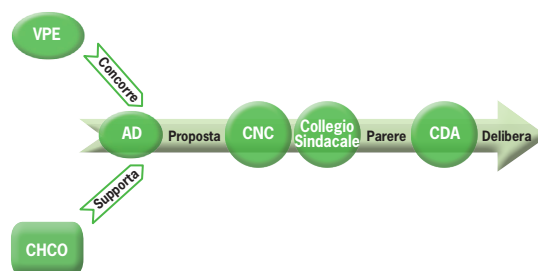 VPE
Concorre
AD
Proposta
CNC
Collegio
Sindacale
Parere
CDA
Delibera
Supporta
CHCO